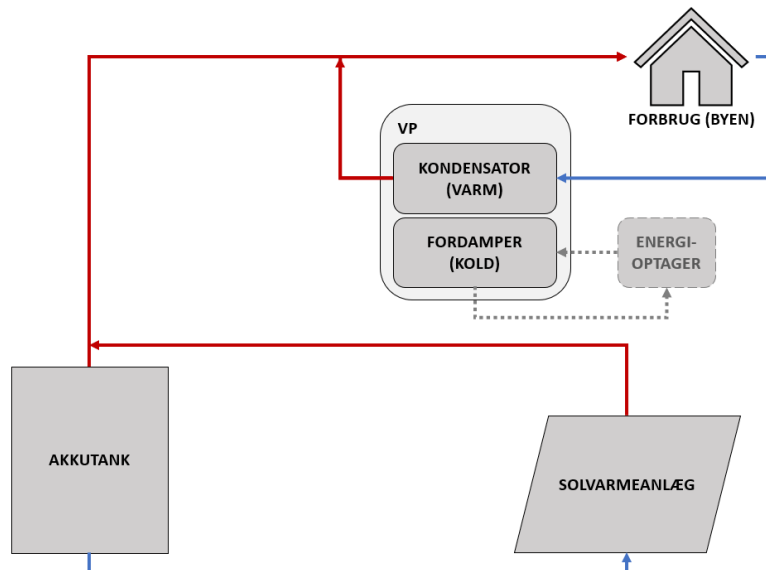 FORBRUG (BYEN)
VP
KONDENSATOR
(VARM)
FORDAMPER
(KOLD)
ENERGI-
OPTAGER
AKKUTANK
SOLVARMEANLÆG